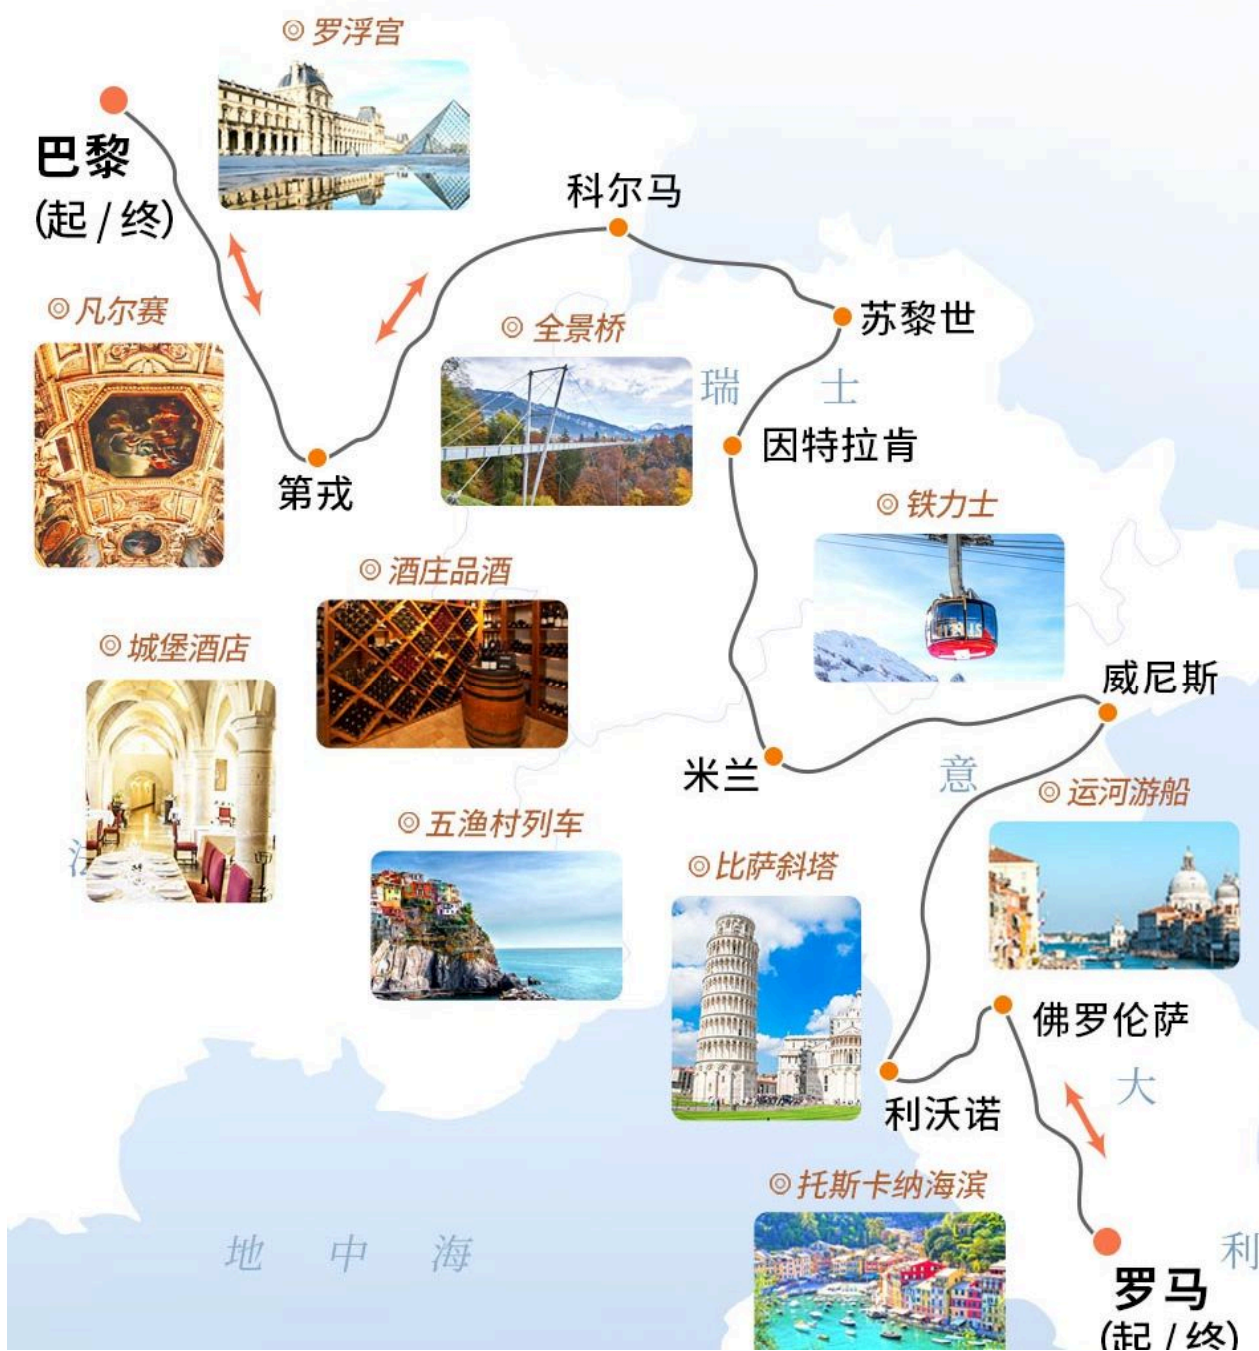 罗浮宫
巴黎
(起 / 终)
科尔马
凡尔赛
全景桥
苏黎世
瑞 士
因特拉肯
第戎
铁力士
酒庄品酒
城堡酒店
威尼斯
米兰
意
运河游船
五渔村列车
比萨斜塔
佛罗伦萨
大
利沃诺
托斯卡纳海滨
地 中 海
利
罗马
(起 / 终)